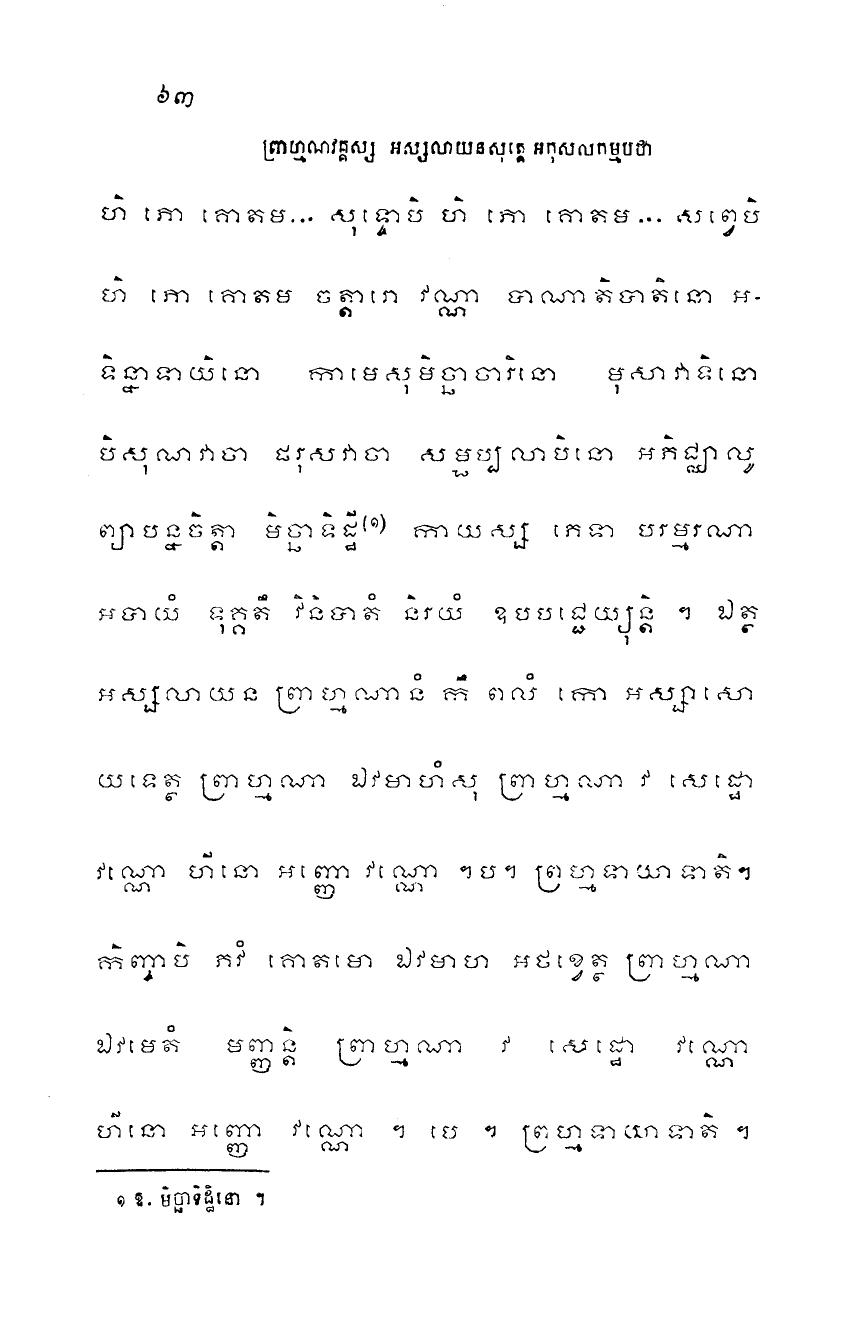 ៦៣
ព្រាហ្មណវគ្គស្ស អស្សលាយនសុត្តេ អកុសលកម្មបថា
ហិ ភោ គោតម... សុទ្ទោបិ ហិ ភោ គោតម... សព្វេបិ
ហិ ភោ គោតម ចត្តារោ វណ្ណា បាណាតិបាតិនោ អ-
ទិន្នាទាយិនោ កាមេសុមិច្ឆាចារិនោ មុសាវាទិនោ
បិសុណវាចា ផរុសវាចា សម្ផប្បលាបិនោ អភិជ្ឈាលូ
ព្យាបន្នចិត្តា មិច្ឆាទិដ្ឋី(១) កាយស្ស ភេទា បរម្មរណា
អបាយំ ទុគ្គតឹ វិនិបាតំ និរយំ ឧបបជ្ជេយ្យុន្តិ ។ ឯត្ថ
អស្សលាយន ព្រាហ្មណានំ កឹ ពលំ កោ អស្សាសោ
យទេត្ថ ព្រាហ្មណា ឯវមាហំសុ ព្រាហ្មណា វ សេដ្ឋោ
វណ្ណោ ហីនោ អញ្ញោ វណ្ណោ ។ប។ ព្រហ្មទាយាទាតិ។
កិញ្ចាបិ ភវំ គោតមោ ឯវមាហ អថខ្វេត្ថ ព្រាហ្មណា
ឯវមេតំ មញ្ញន្តិ ព្រាហ្មណា វ សេដ្ឋោ វណ្ណោ
ហីនោ អញ្ញោ វណ្ណោ ។ បេ ។ ព្រហ្មទាយាទាតិ ។
១ ឱ. មិច្ឆាទិដ្ឋិនោ ។